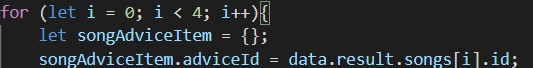 for (let i = 0; i < 4; i++){
let songAdviceItem = {};
songAdviceItem.adviceId = data.result.songs[i].id;